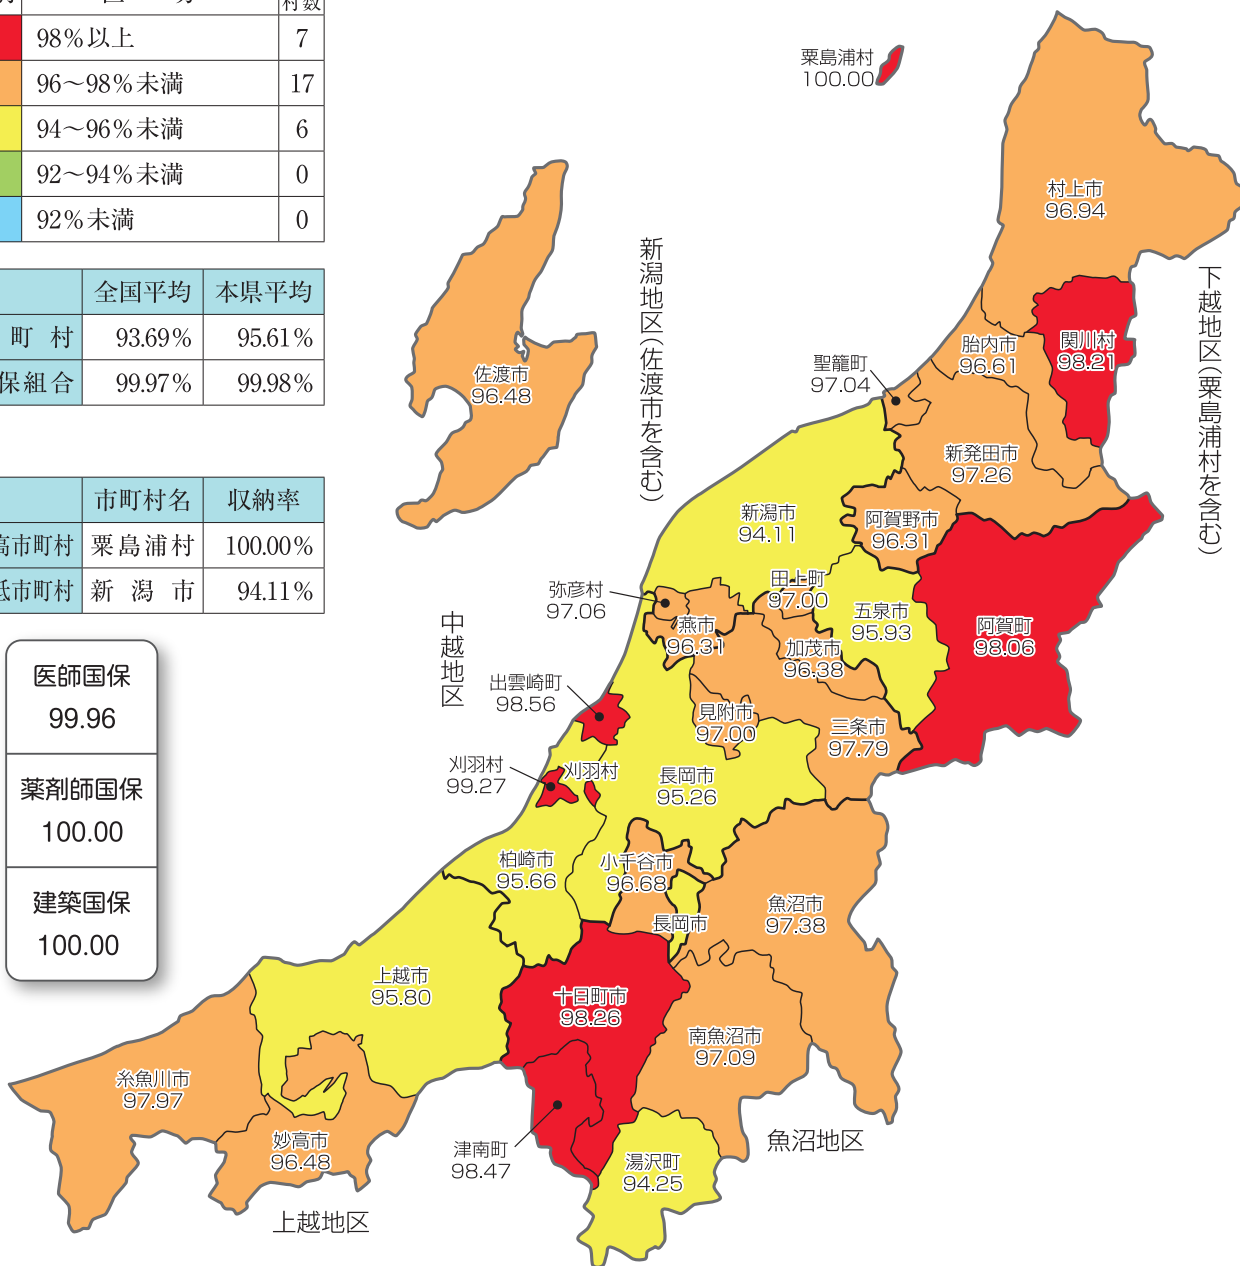 区 分
村数
98%以上 7
96〜98%未満 17
94〜96%未満 6
92〜94%未満 0
92%未満 0
全国平均 本県平均
町 村 93.69% 95.61%
保組合 99.97% 99.98%
市町村名 収納率
高市町村 粟島浦村 100.00%
低市町村 新 潟 市 94.11%
医師国保
99.96
薬剤師国保
100.00
建築国保
100.00
粟島浦村
100.00
村上市
96.94
関川村
98.21
胎内市
96.61
聖籠町
97.04
新発田市
97.26
佐渡市
96.48
新潟地区(佐渡市を含む)
下越地区(粟島浦村を含む)
新潟市
94.11
阿賀野市
96.31
田上町
97.00
五泉市
95.93
阿賀町
98.06
弥彦村
97.06
燕市
96.31
加茂市
96.38
中越地区
出雲崎町
98.56
見附市
97.00
三条市
97.79
刈羽村
99.27
刈羽村
長岡市
95.26
柏崎市
95.66
小千谷市
96.68
長岡市
魚沼市
97.38
上越市
95.80
十日町市
98.26
南魚沼市
97.09
糸魚川市
97.97
妙高市
96.48
津南町
98.47
湯沢町
94.25
魚沼地区
上越地区